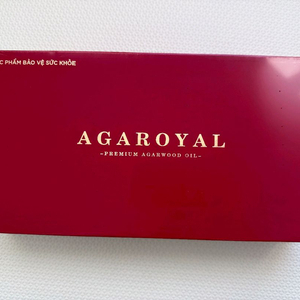 C PHẨM BẢO VỆ SỨC KHỎE
AGAROYAL
–PREMIUM AGARWOOD OIL–